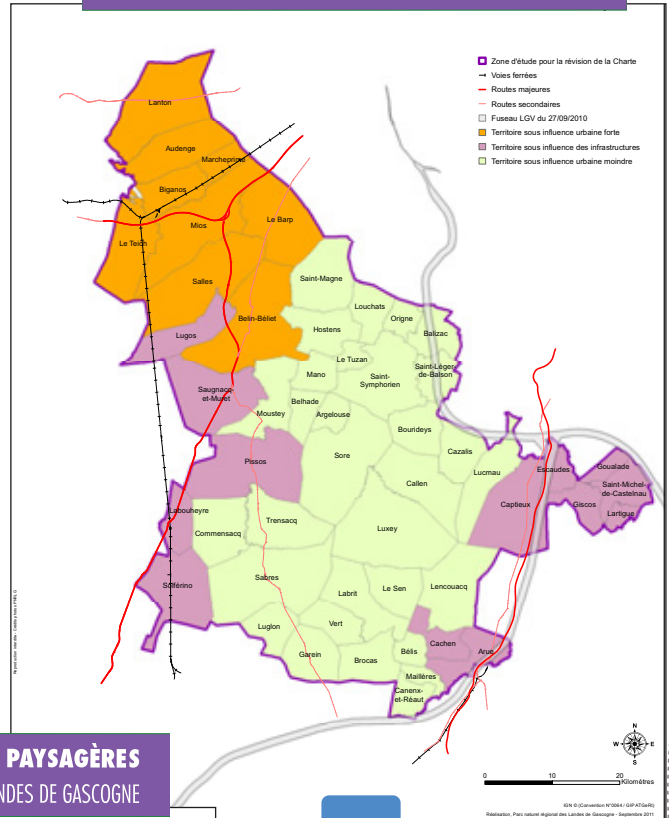 Zone d'étude pour la révision de la Charte
Voies ferrées
Routes majeures
Routes secondaires
Fuseau LGV du 27/09/2010
Territoire sous influence urbaine forte
Territoire sous influence des infrastructures
Territoire sous influence urbaine moindre
Lanton
Audenge
Marcheprime
Biganos
Le Barp
Mios
Le Teich
Salles
Saint-Magne
Belin-Béliet
Louchats
Origne
Hostens
Balizac
Lugos
Le Tuzan
Saint-Léger-
de-Balson
Mano
Saint-
Symphorien
Saugnacq-
et-Muret
Belhade
Moustey
Argelouse
Bourideys
Sore
Cazalis
Pissos
Lucmau
Escaudes
Goualade
Callen
Saint-Michel-
de-Castelnau
Captieux
Giscos
Lartigue
Labouheyre
Trensacq
Commensacq
Luxey
Sabres
Solférino
Labrit
Le Sen
Lencouacq
Vert
Luglon
Cachen
Garein
Brocas
Bélis
Arue
Maillères
Canenx-
et-Réaut
PAYSAGÈRES
NDES DE GASCOGNE
N
W
E
S
0
10
20
Kilomètres
IGN © (Convention N°0064 / GIPATGeRi)
Réalisation, Parc naturel régional des Landes de Gascogne - Septembre 2011